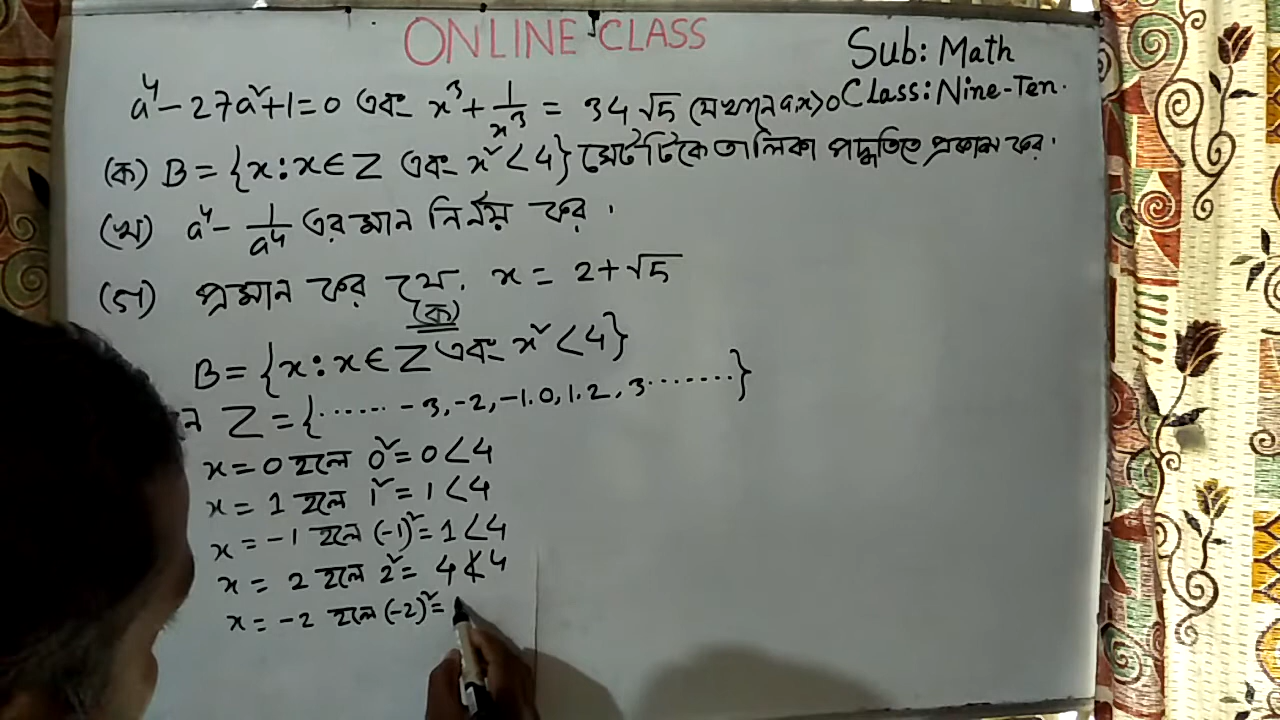 ONLINE CLASS
Sub: Math
Class: Nine-Ten.
a⁴ - 27a²+1=0 এবং x³ + 1/x³ = 34√5 (যেখানে a,x>0
(ক) B = {x:x∈Z এবং x²<4} সেটটিকে তালিকা পদ্ধতিতে প্রকাশ কর.
(খ) a⁴ - 1/a⁴ এর মান নির্ণয় কর.
(গ) প্রমান কর যে. x = 2+√5
(ক)
B = {x:x∈Z এবং x²<4}
Z = {...... -3,-2,-1.0,1.2,3.......}
x=0 হলে 0²=0<4
x = 1 হলে 1² = 1<4
x = -1 হলে (-1)² = 1<4
x = 2 হলে 2² = 4≮4
x = -2 হলে (-2)² =